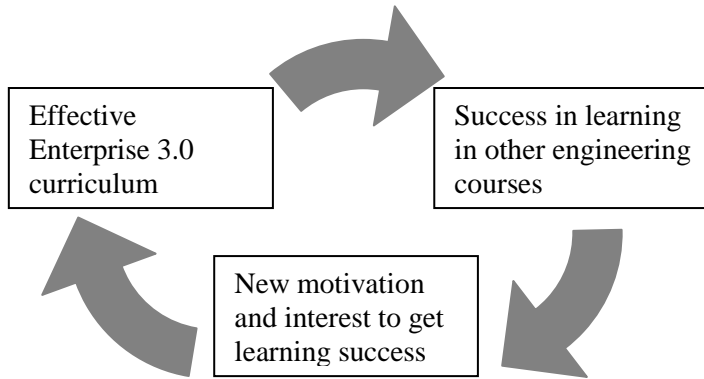 Effective
Enterprise 3.0
curriculum
Success in learning
in other engineering
courses
New motivation
and interest to get
learning success